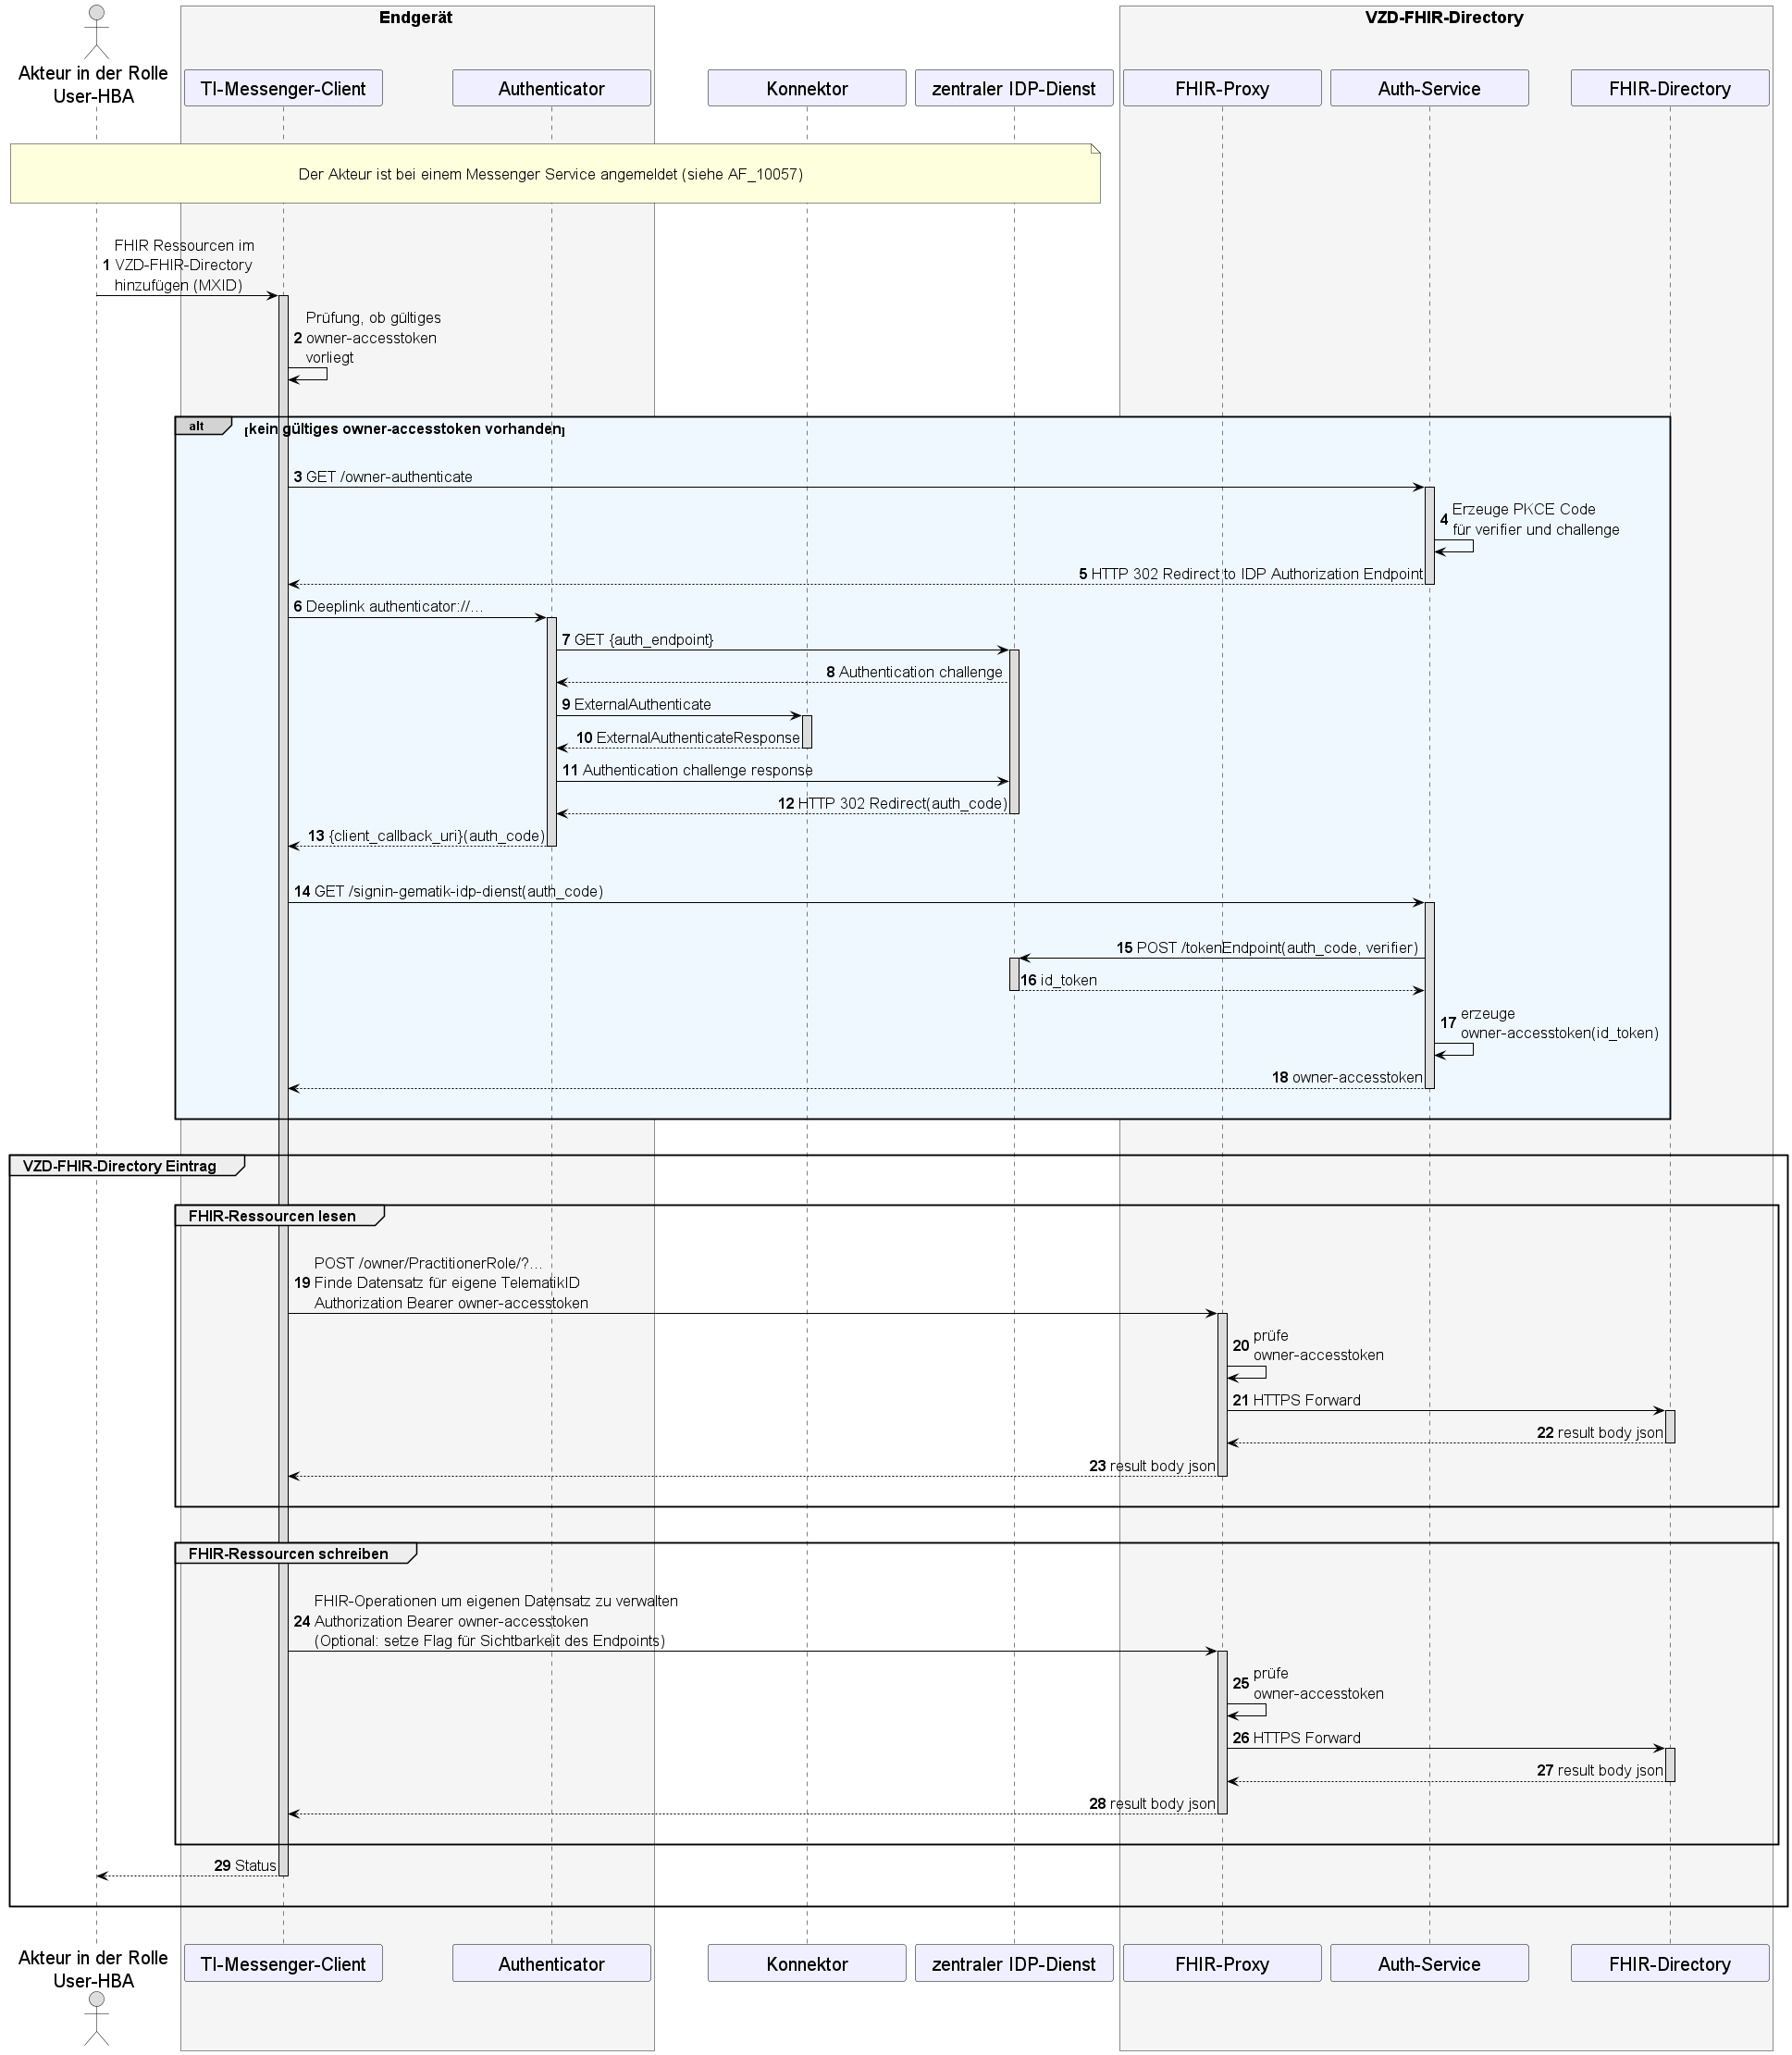 Endgerät
VZD-FHIR-Directory
Akteur in der Rolle
User-HBA
TI-Messenger-Client
Authenticator
Konnektor
zentraler IDP-Dienst
FHIR-Proxy
Auth-Service
FHIR-Directory
Der Akteur ist bei einem Messenger Service angemeldet (siehe AF_10057)
FHIR Ressourcen im
1 VZD-FHIR-Directory
hinzufügen (MXID)
Prüfung, ob gültiges
2 owner-accesstoken
vorliegt
alt
[kein gültiges owner-accesstoken vorhanden]
3 GET /owner-authenticate
4 Erzeuge PKCE Code
für verifier und challenge
5 HTTP 302 Redirect to IDP Authorization Endpoint
6 Deeplink authenticator://...
7 GET {auth_endpoint}
8 Authentication challenge
9 ExternalAuthenticate
10 ExternalAuthenticateResponse
11 Authentication challenge response
12 HTTP 302 Redirect(auth_code)
13 {client_callback_uri}(auth_code)
14 GET /signin-gematik-idp-dienst(auth_code)
15 POST /tokenEndpoint(auth_code, verifier)
16 id_token
17 erzeuge
owner-accesstoken(id_token)
18 owner-accesstoken
VZD-FHIR-Directory Eintrag
FHIR-Ressourcen lesen
POST /owner/PractitionerRole/?...
19 Finde Datensatz für eigene TelematikID
Authorization Bearer owner-accesstoken
20 prüfe
owner-accesstoken
21 HTTPS Forward
22 result body json
23 result body json
FHIR-Ressourcen schreiben
FHIR-Operationen um eigenen Datensatz zu verwalten
24 Authorization Bearer owner-accesstoken
(Optional: setze Flag für Sichtbarkeit des Endpoints)
25 prüfe
owner-accesstoken
26 HTTPS Forward
27 result body json
28 result body json
29 Status
Akteur in der Rolle
User-HBA
TI-Messenger-Client
Authenticator
Konnektor
zentraler IDP-Dienst
FHIR-Proxy
Auth-Service
FHIR-Directory